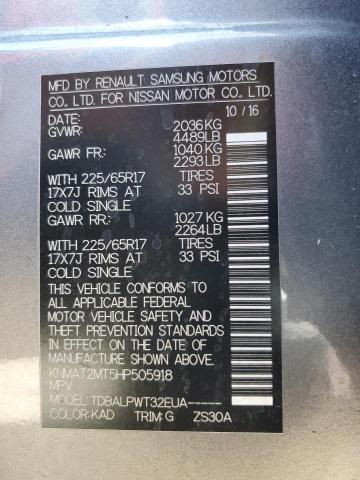 MFD BY RENAULT SAMSUNG MOTORS
CO., LTD. FOR NISSAN MOTOR CO., LTD.
DATE: 10 / 16
GVWR: 2036 KG
4489LB
GAWR FR: 1040 KG
2293LB
WITH 225/65R17 TIRES
17X7J RIMS AT 33 PSI
COLD SINGLE
GAWR RR: 1027 KG
2264LB
WITH 225/65R17 TIRES
17X7J RIMS AT 33 PSI
COLD SINGLE
THIS VEHICLE CONFORMS TO
ALL APPLICABLE FEDERAL
MOTOR VEHICLE SAFETY AND
THEFT PREVENTION STANDARDS
IN EFFECT ON THE DATE OF
MANUFACTURE SHOWN ABOVE.
KNMAT2MT5HP505918
MPV
MODEL: TDBALPWT32EUA-----
COLOR: KAD TRIM: G ZS30A